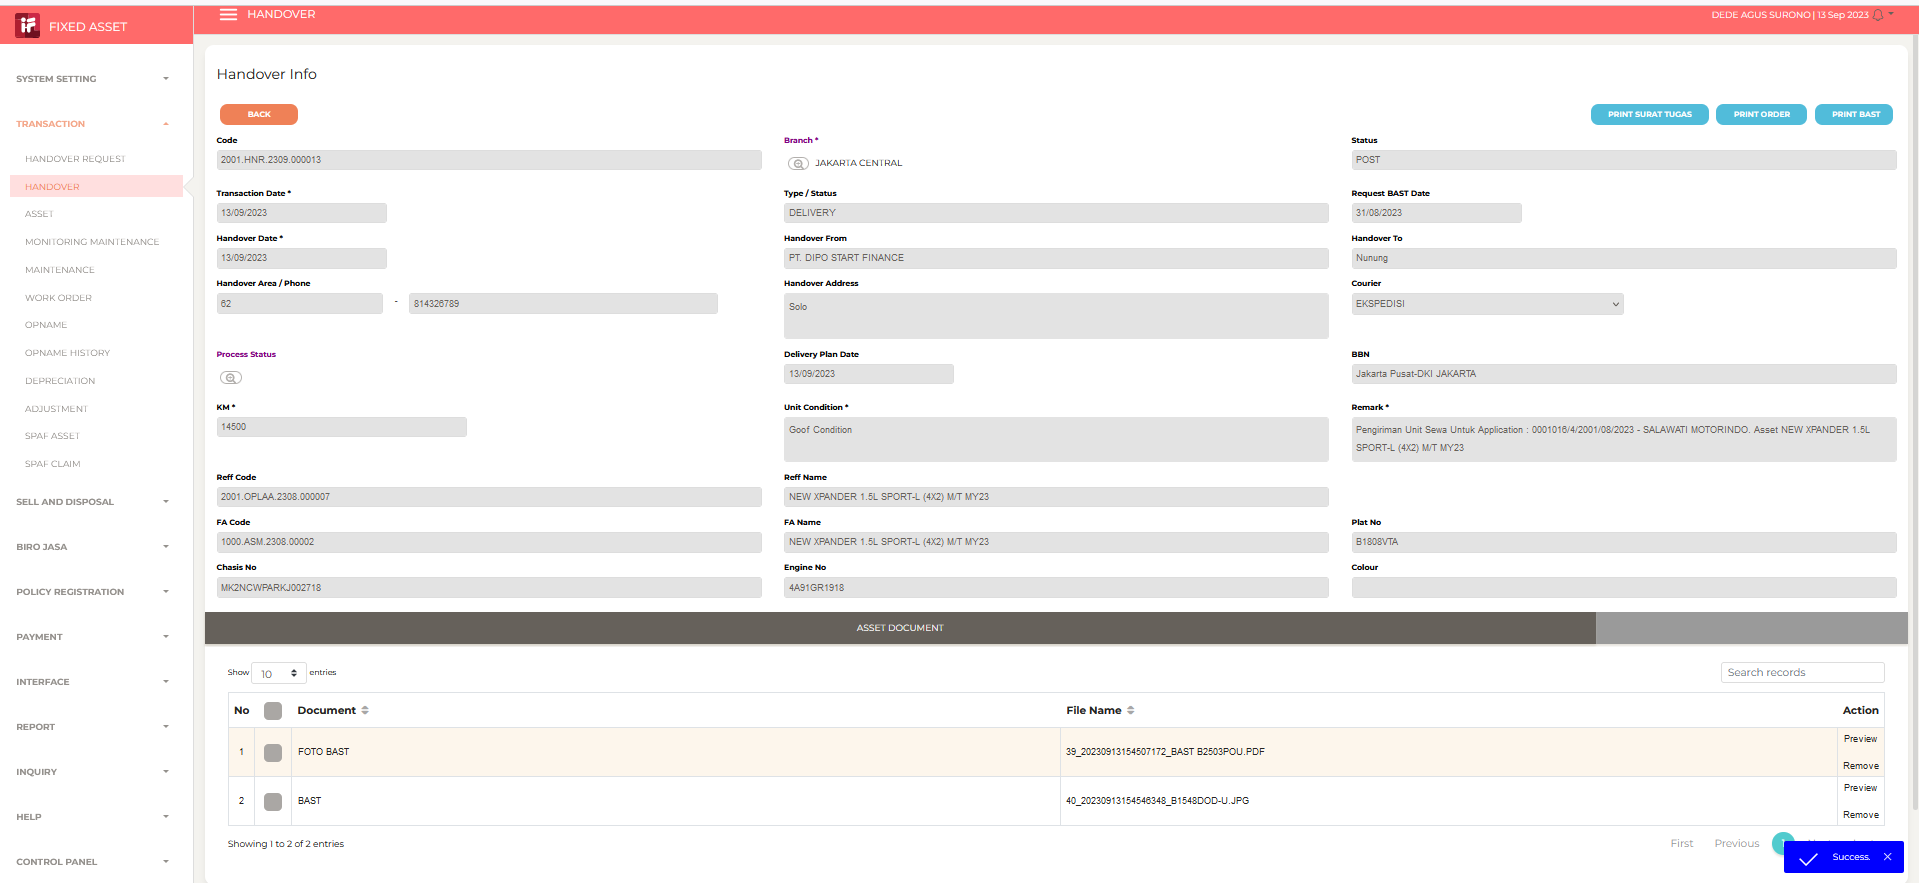 FIXED ASSET
HANDOVER
DEDE AGUS SURONO | 13 Sep 2023
SYSTEM SETTING
TRANSACTION
HANDOVER REQUEST
HANDOVER
ASSET
MONITORING MAINTENANCE
MAINTENANCE
WORK ORDER
OPNAME
OPNAME HISTORY
DEPRECIATION
ADJUSTMENT
SPAF ASSET
SPAF CLAIM
SELL AND DISPOSAL
BIRO JASA
POLICY REGISTRATION
PAYMENT
INTERFACE
REPORT
INQUIRY
HELP
CONTROL PANEL
Handover Info
BACK PRINT SURAT TUGAS PRINT ORDER PRINT BAST
Code Branch * Status
2001.HNR.2309.000013 JAKARTA CENTRAL POST
Transaction Date * Type / Status Request BAST Date
13/09/2023 DELIVERY 31/08/2023
Handover Date * Handover From Handover To
13/09/2023 PT. DIPO START FINANCE Nunung
Handover Area / Phone Handover Address Courier
62 - 814326789 Solo EKSPEDISI
Process Status Delivery Plan Date BBN
13/09/2023 Jakarta Pusat-DKI JAKARTA
KM * Unit Condition * Remark *
14500 Goof Condition Pengiriman Unit Sewa Untuk Application : 0001016/4/2001/08/2023 - SALAWATI MOTORINDO. Asset NEW XPANDER 1.5L
SPORT-L (4X2) M/T MY23
Reff Code Reff Name
2001.OPLAA.2308.000007 NEW XPANDER 1.5L SPORT-L (4X2) M/T MY23
FA Code FA Name Plat No
1000.ASM.2308.00002 NEW XPANDER 1.5L SPORT-L (4X2) M/T MY23 B1808VTA
Chasis No Engine No Colour
MK2NCWPARKJ002718 4A91GR1918
ASSET DOCUMENT
Show 10 entries Search records
No Document File Name Action
1 FOTO BAST 39_20230913154507172_BAST B2503POU.PDF Preview
Remove
2 BAST 40_20230913154546348_B1548DOD-U.JPG Preview
Remove
Showing 1 to 2 of 2 entries First Previous
Success. ×